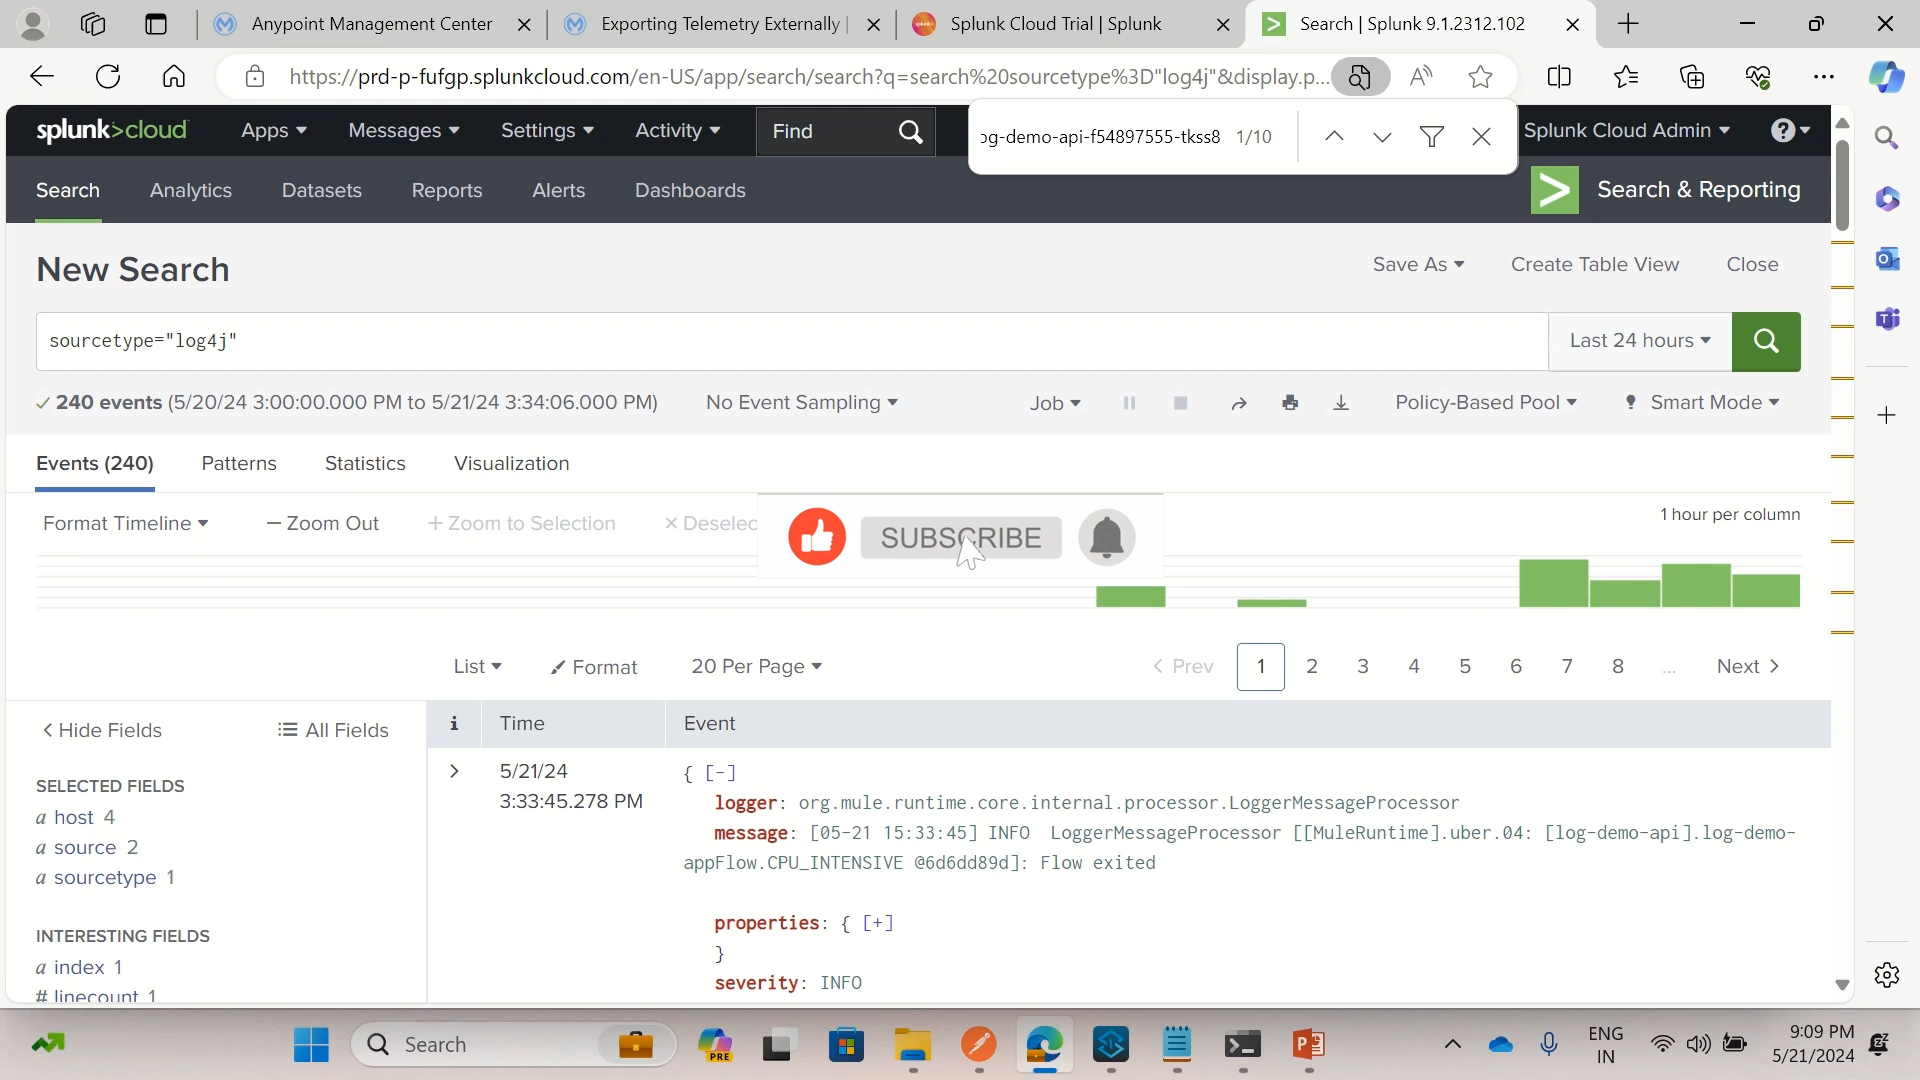 Anypoint Management Center
Exporting Telemetry Externally |
Splunk Cloud Trial | Splunk
Search | Splunk 9.1.2312.102
https://prd-p-fufgp.splunkcloud.com/en-US/app/search/search?q=search%20sourcetype%3D"log4j"&display.p...
splunk>cloud
Apps
Messages
Settings
Activity
Find
og-demo-api-f54897555-tkss8 1/10
Splunk Cloud Admin
Search
Analytics
Datasets
Reports
Alerts
Dashboards
Search & Reporting
New Search
Save As
Create Table View
Close
sourcetype="log4j"
Last 24 hours
240 events (5/20/24 3:00:00.000 PM to 5/21/24 3:34:06.000 PM)
No Event Sampling
Job
Policy-Based Pool
Smart Mode
Events (240)
Patterns
Statistics
Visualization
Format Timeline
— Zoom Out
+ Zoom to Selection
× Deselec
SUBSCRIBE
1 hour per column
List
Format
20 Per Page
< Prev
1
2
3
4
5
6
7
8
...
Next >
< Hide Fields
All Fields
i
Time
Event
SELECTED FIELDS
a host 4
a source 2
a sourcetype 1
INTERESTING FIELDS
a index 1
# linecount 1
>
5/21/24
3:33:45.278 PM
{ [-]
logger: org.mule.runtime.core.internal.processor.LoggerMessageProcessor
message: [05-21 15:33:45] INFO LoggerMessageProcessor [[MuleRuntime].uber.04: [log-demo-api].log-demo-
appFlow.CPU_INTENSIVE @6d6dd89d]: Flow exited
properties: { [+]
}
severity: INFO
Search
PRE
ENG
IN
9:09 PM
5/21/2024